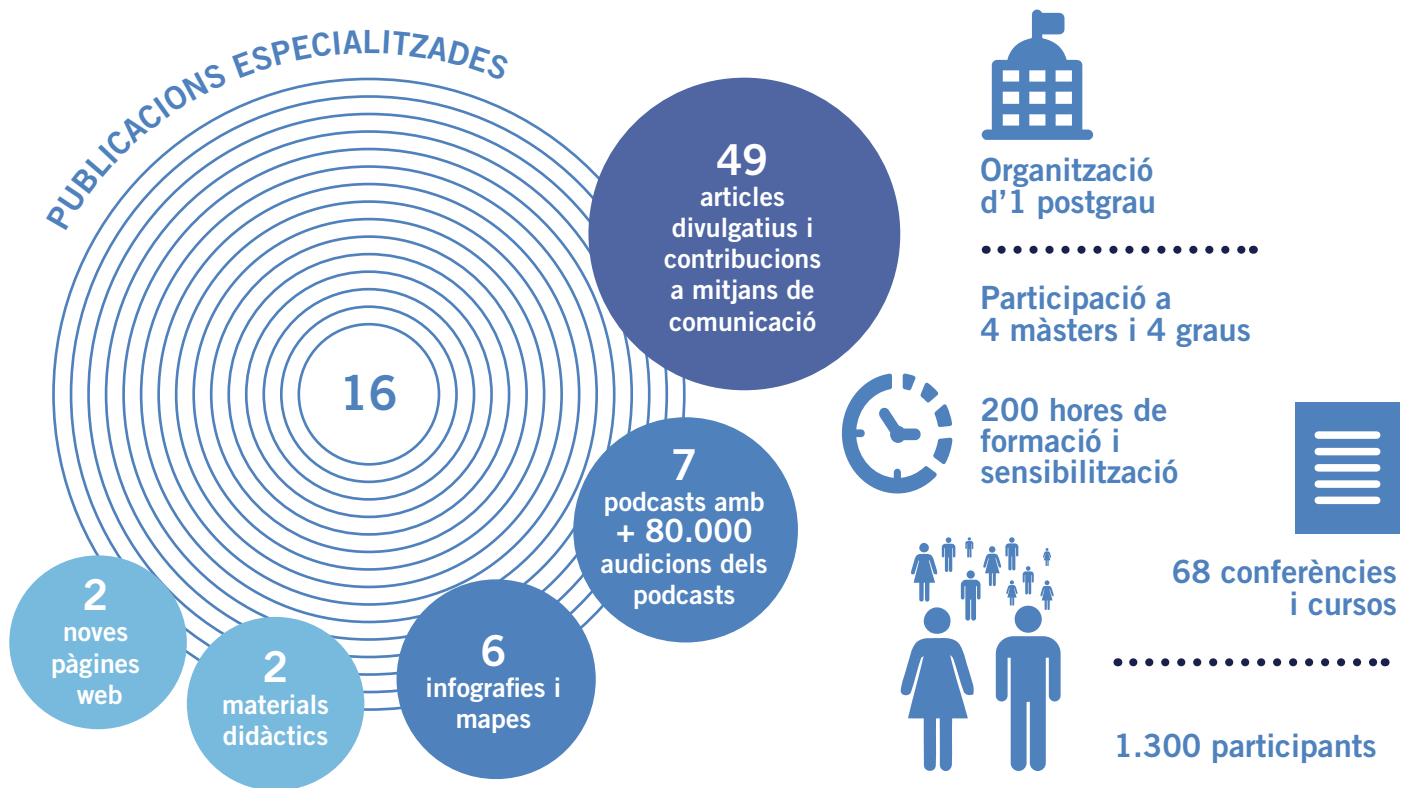 PUBLICACIONS ESPECIALITZADES
16
49
articles
divulgatius i
contribucions
a mitjans de
comunicació
7
podcasts amb
+ 80.000
audicions dels
podcasts
6
infografies i
mapes
2
materials
didàctics
2
noves
pàgines
web
Organització
d'1 postgrau
Participació a
4 màsters i 4 graus
200 hores de
formació i
sensibilització
68 conferències
i cursos
1.300 participants